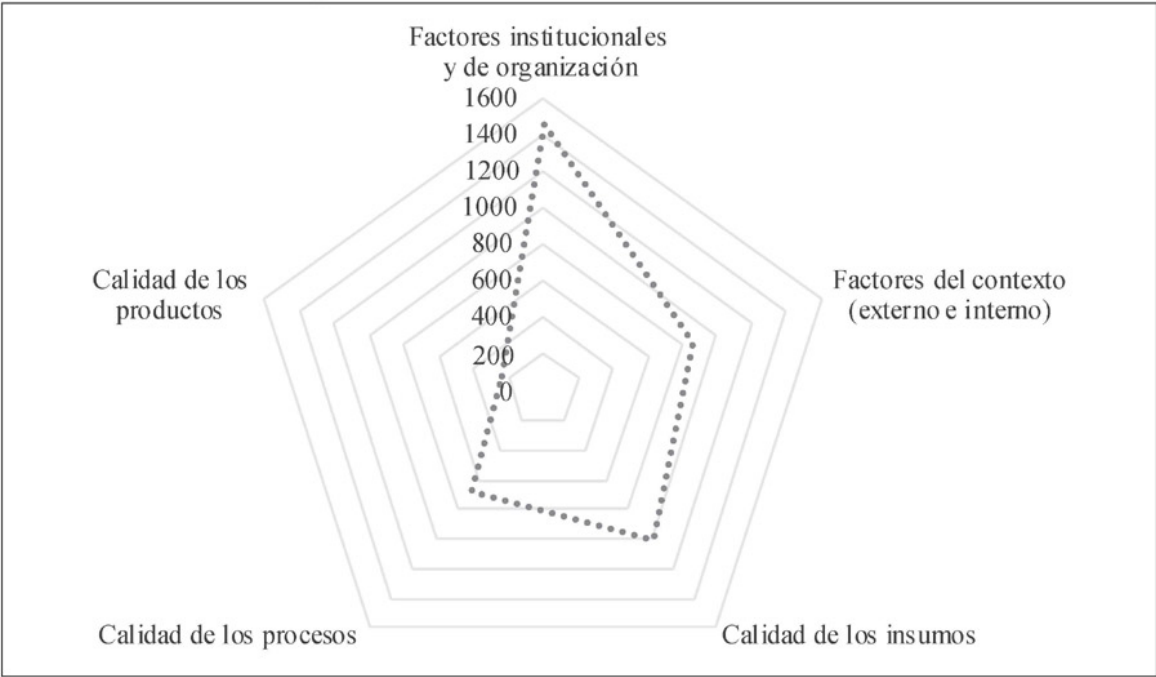 Factores institucionales
y de organización
1600
1400
1200
1000
800
600
400
200
0
Calidad de los
productos
Factores del contexto
(externo e interno)
Calidad de los procesos
Calidad de los insumos